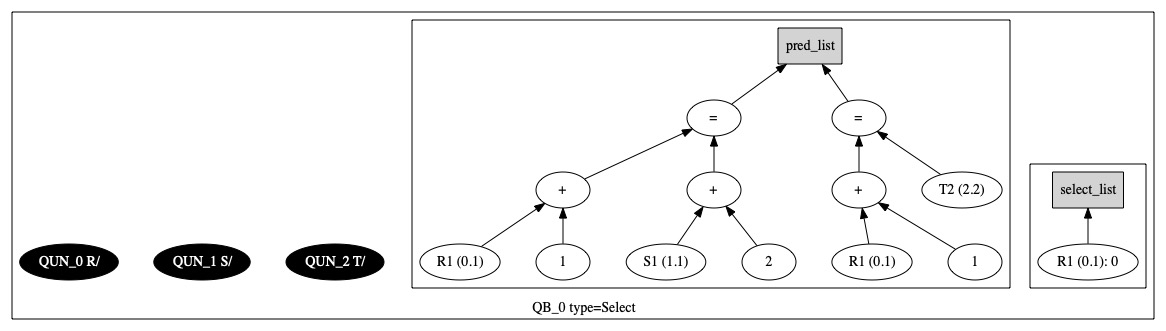 pred_list
=
=
+
+
+
T2 (2.2)
select_list
QUN_0 R/
QUN_1 S/
QUN_2 T/
R1 (0.1)
1
S1 (1.1)
2
R1 (0.1)
1
R1 (0.1): 0
QB_0 type=Select